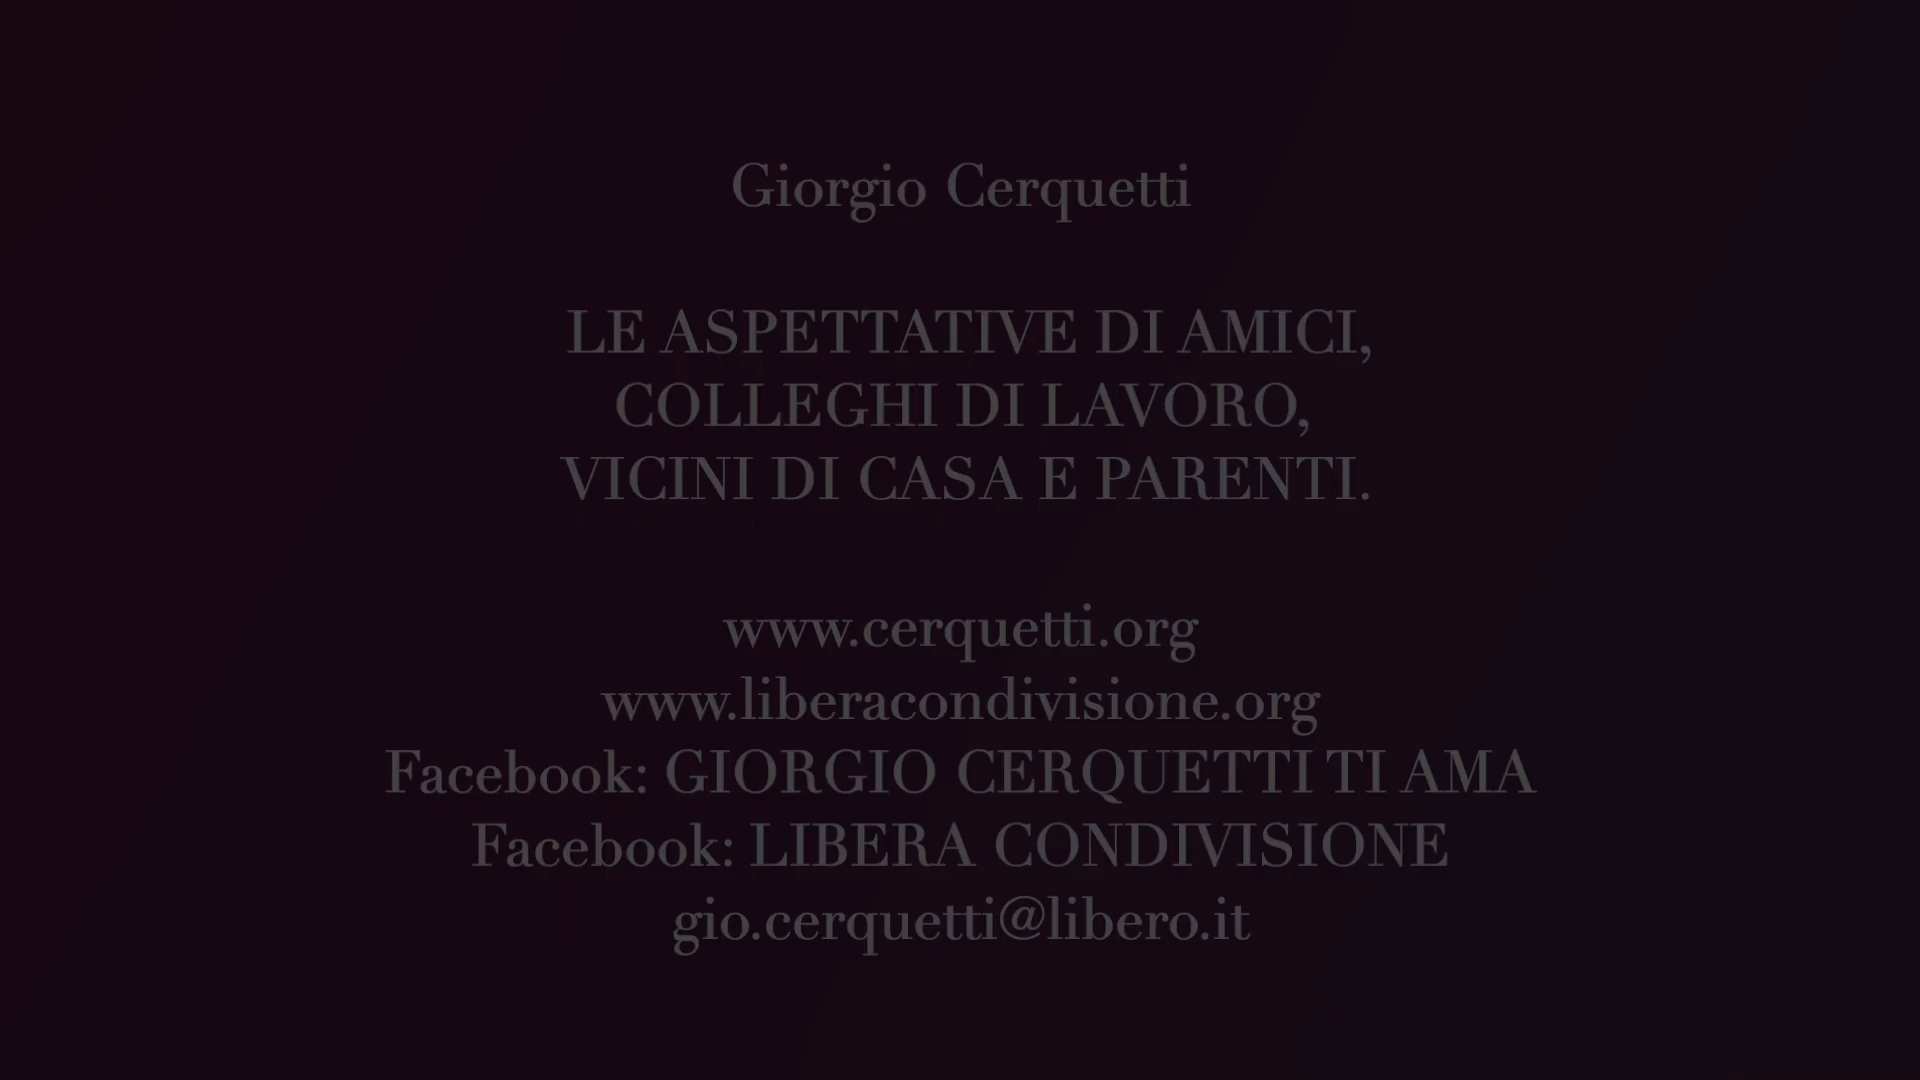 Giorgio Cerquetti
LE ASPETTATIVE DI AMICI,
COLLEGHI DI LAVORO,
VICINI DI CASA E PARENTI.
www.cerquetti.org
www.liberacondivisione.org
Facebook: GIORGIO CERQUETTI TI AMA
Facebook: LIBERA CONDIVISIONE
gio.cerquetti@libero.it